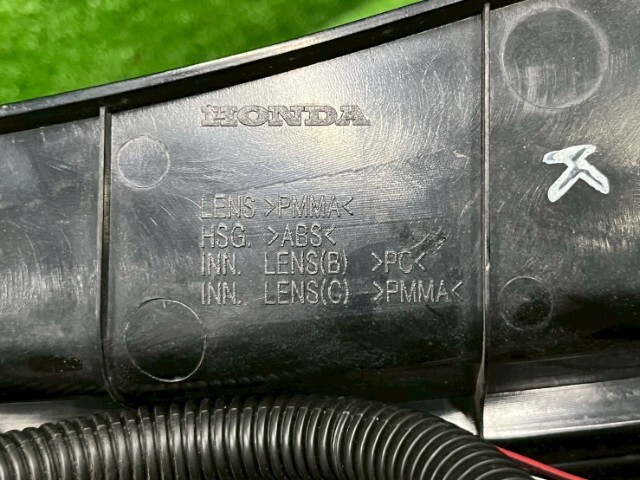 HONDA
LENS >PMMA<
HSG. >ABS<
INN. LENS(B) >PC<
INN. LENS(C) >PMMA<